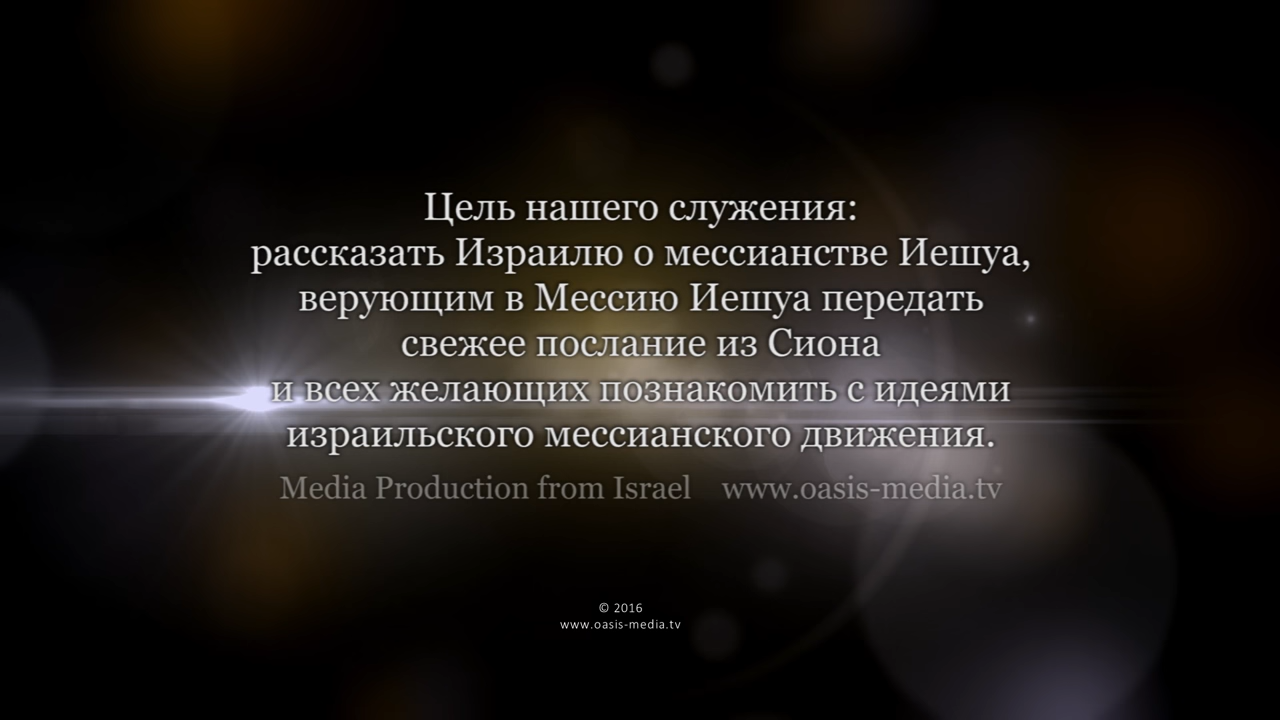 Цель нашего служения:
рассказать Израилю о мессианстве Иешуа,
верующим в Мессию Иешуа передать
свежее послание из Сиона
и всех желающих познакомить с идеями
израильского мессианского движения.
Media Production from Israel www.oasis-media.tv
© 2016
www.oasis-media.tv